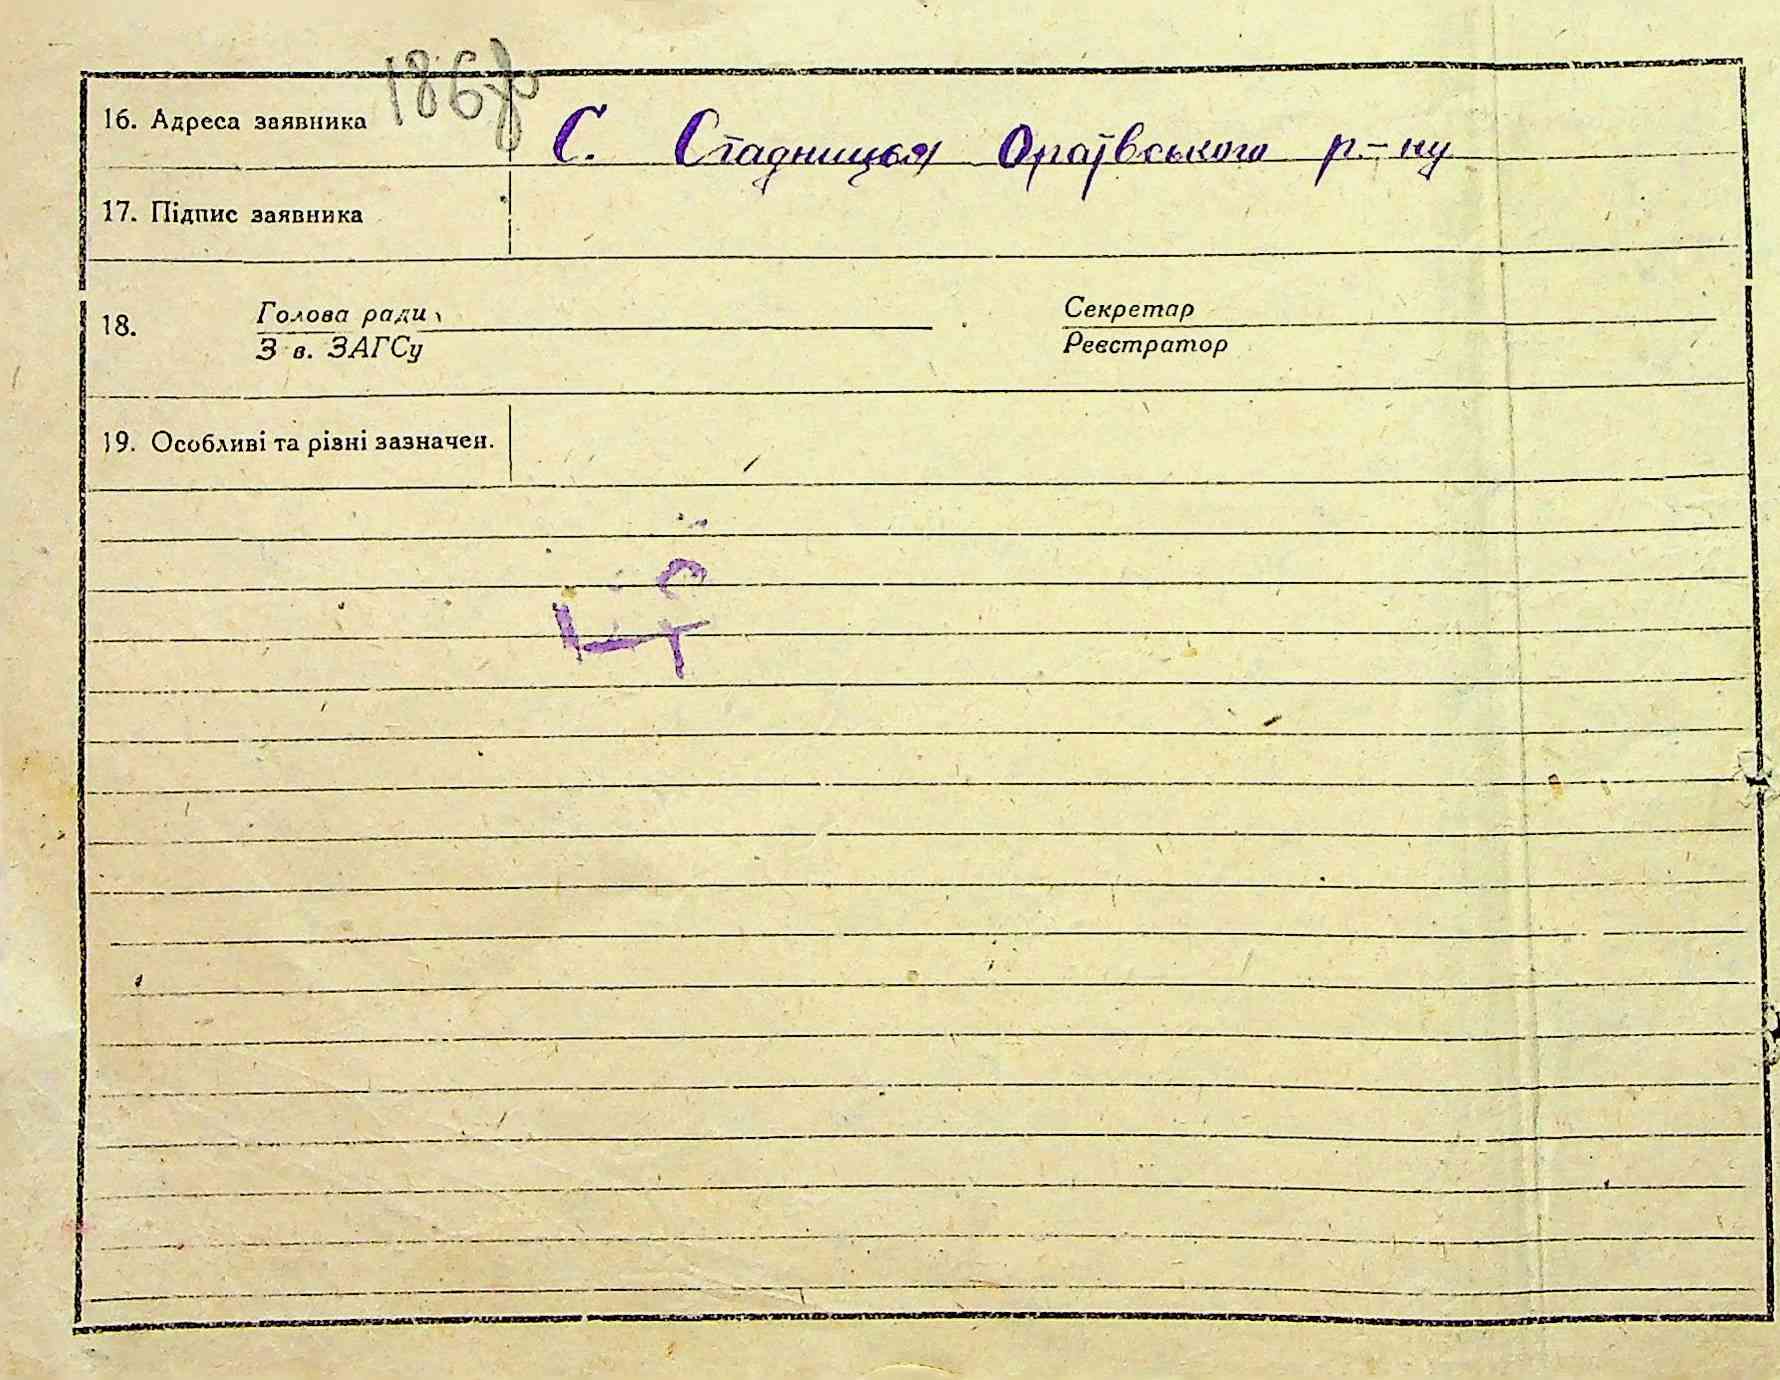 186
16. Адреса заявника С. Стадниця Оратівського р.-ну
17. Підпис заявника
18. Голова ради Секретар
З в. ЗАГСу Реєстратор
19. Особливі та різні зазначен.